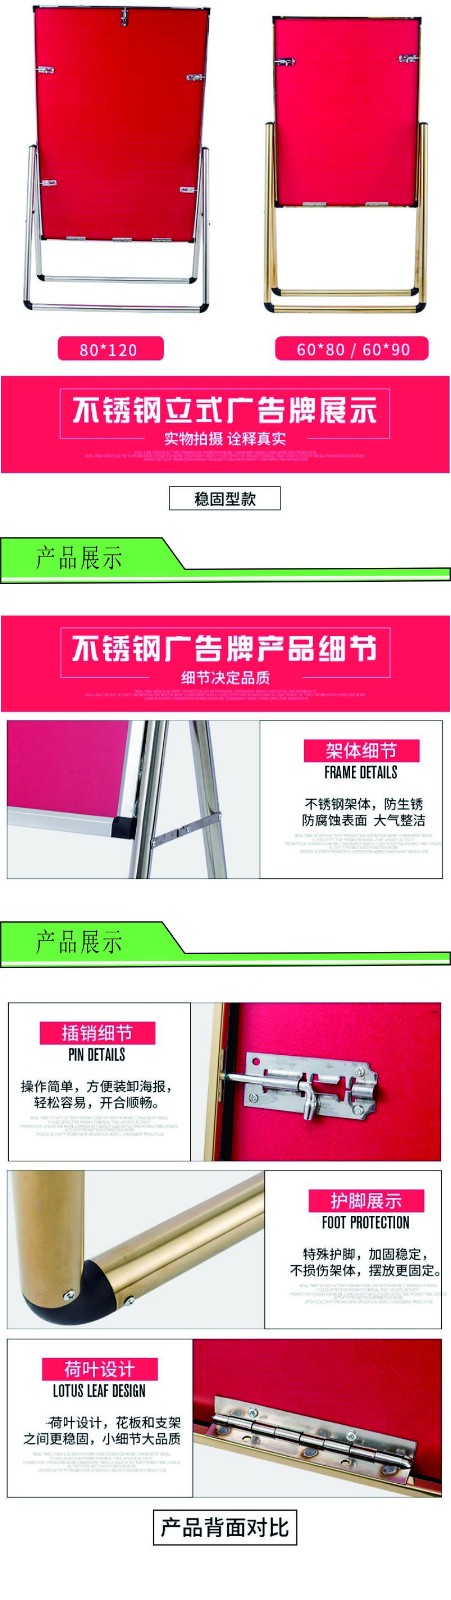 80*120
60*80 / 60*90
不锈钢立式广告牌展示
实物拍摄 诠释真实
稳固型款
产品展示
不锈钢广告牌产品细节
细节决定品质
架体细节
FRAME DETAILS
不锈钢架体，防生锈
防腐蚀表面 大气整洁
产品展示
插销细节
PIN DETAILS
操作简单，方便装卸海报，
轻松容易，开合顺畅。
护脚展示
FOOT PROTECTION
特殊护脚，加固稳定，
不损伤架体，摆放更固定。
荷叶设计
LOTUS LEAF DESIGN
荷叶设计，花板和支架
之间更稳固，小细节大品质
产品背面对比